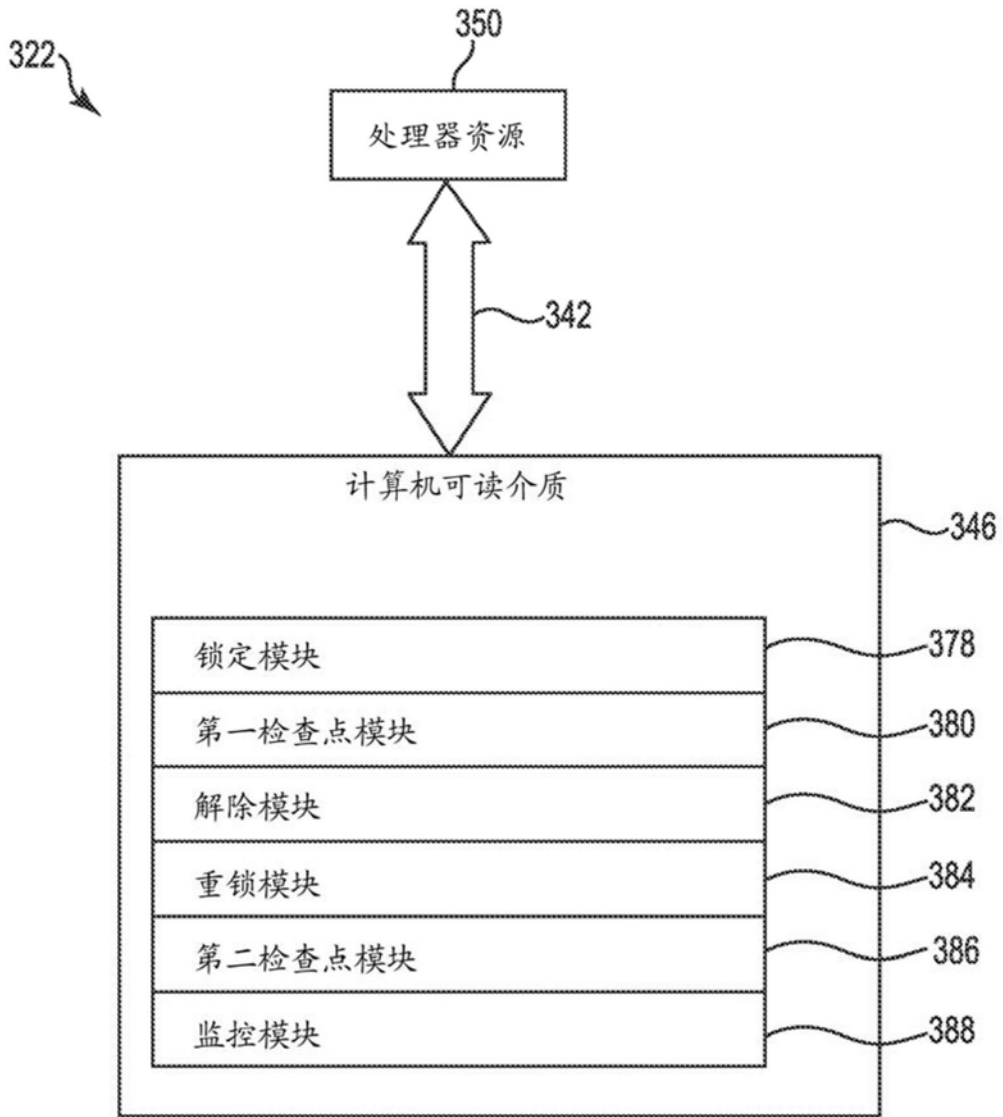 350
322
处理器资源
342
计算机可读介质
346
锁定模块
378
第一检查点模块
380
解除模块
382
重锁模块
384
第二检查点模块
386
监控模块
388